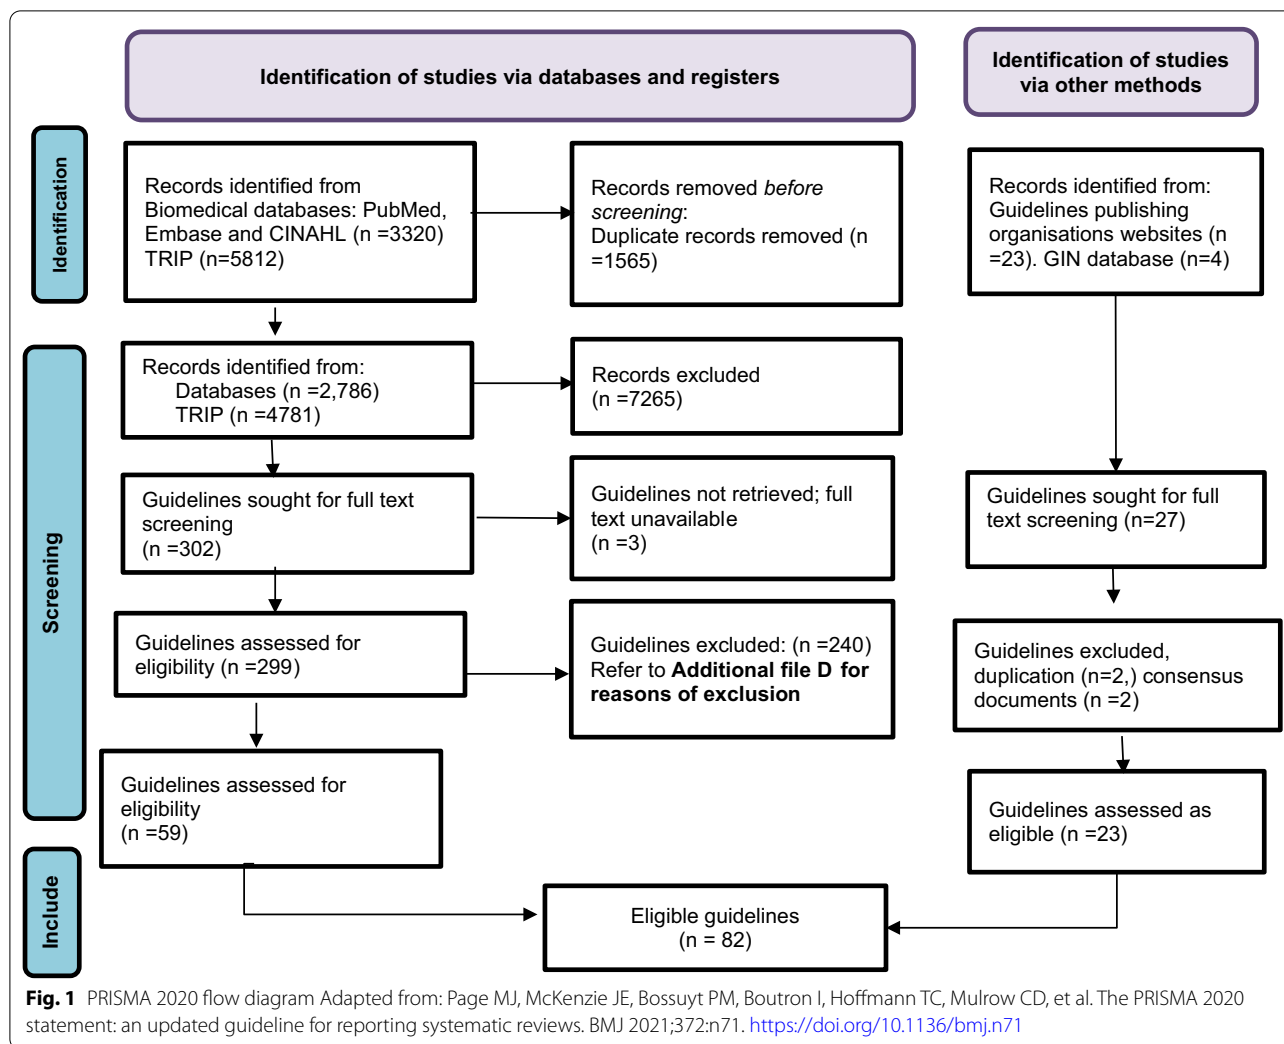 Identification of studies via databases and registers
Identification of studies
via other methods
Identification
Records identified from
Biomedical databases: PubMed,
Embase and CINAHL (n =3320)
TRIP (n=5812)
Records removed before
screening:
Duplicate records removed (n
=1565)
Records identified from:
Guidelines publishing
organisations websites (n
=23). GIN database (n=4)
Screening
Records identified from:
Databases (n =2,786)
TRIP (n =4781)
Records excluded
(n =7265)
Guidelines sought for full text
screening
(n =302)
Guidelines not retrieved; full
text unavailable
(n =3)
Guidelines sought for full
text screening (n=27)
Guidelines assessed for
eligibility (n =299)
Guidelines excluded: (n =240)
Refer to Additional file D for
reasons of exclusion
Guidelines excluded,
duplication (n=2,) consensus
documents (n =2)
Guidelines assessed for
eligibility
(n =59)
Guidelines assessed as
eligible (n =23)
Include
Eligible guidelines
(n = 82)
Fig. 1 PRISMA 2020 flow diagram Adapted from: Page MJ, McKenzie JE, Bossuyt PM, Boutron I, Hoffmann TC, Mulrow CD, et al. The PRISMA 2020
statement: an updated guideline for reporting systematic reviews. BMJ 2021;372:n71. https://doi.org/10.1136/bmj.n71